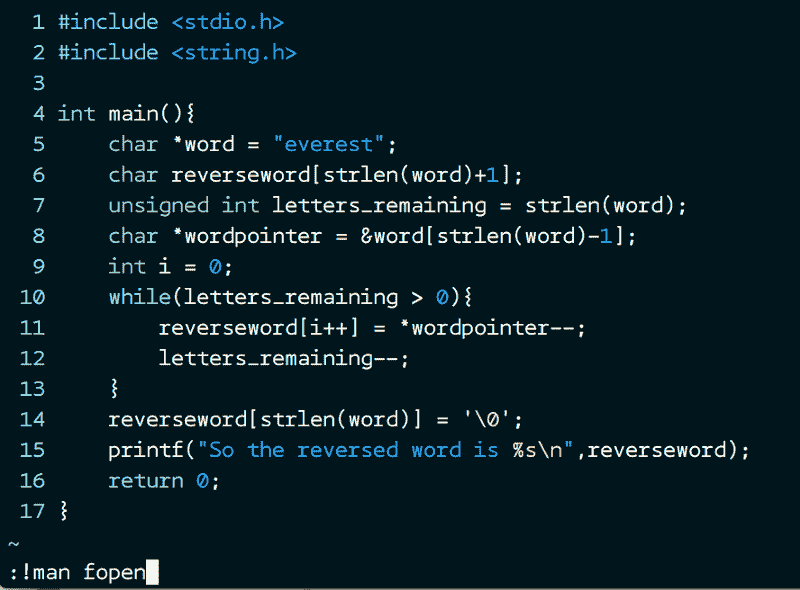 1 #include <stdio.h>
2 #include <string.h>
3
4 int main(){
5     char *word = "everest";
6     char reverseword[strlen(word)+1];
7     unsigned int letters_remaining = strlen(word);
8     char *wordpointer = &word[strlen(word)-1];
9     int i = 0;
10     while(letters_remaining > 0){
11         reverseword[i++] = *wordpointer--;
12         letters_remaining--;
13     }
14     reverseword[strlen(word)] = '\0';
15     printf("So the reversed word is %s\n",reverseword);
16     return 0;
17 }
~
:!man fopen